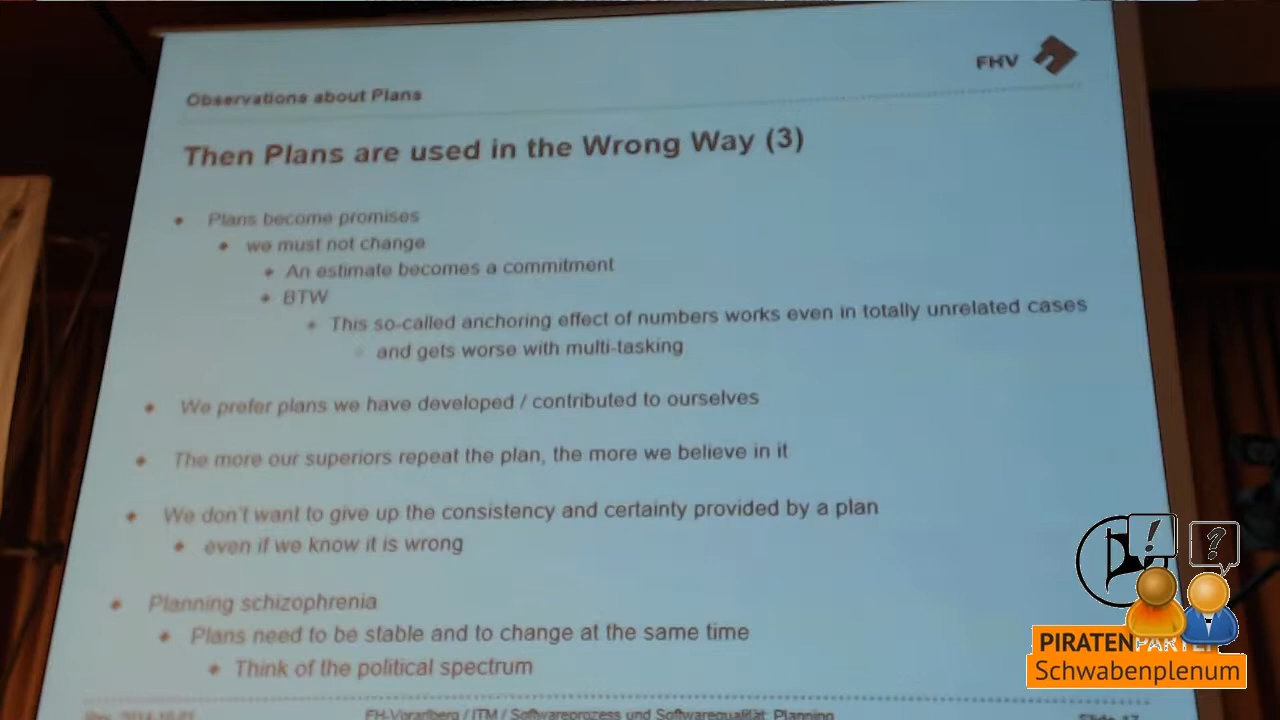 FHV
Observations about Plans
Then Plans are used in the Wrong Way (3)
Plans become promises
we must not change
An estimate becomes a commitment
BTW
This so-called anchoring effect of numbers works even in totally unrelated cases
and gets worse with multi-tasking
We prefer plans we have developed / contributed to ourselves
The more our superiors repeat the plan, the more we believe in it
We don't want to give up the consistency and certainty provided by a plan
even if we know it is wrong
Planning schizophrenia
Plans need to be stable and to change at the same time
Think of the political spectrum
FH-Vorarlberg / ITM / Softwareprozess und Softwarequalität: Planning
! ?
PIRATENPARTEI
Schwabenplenum